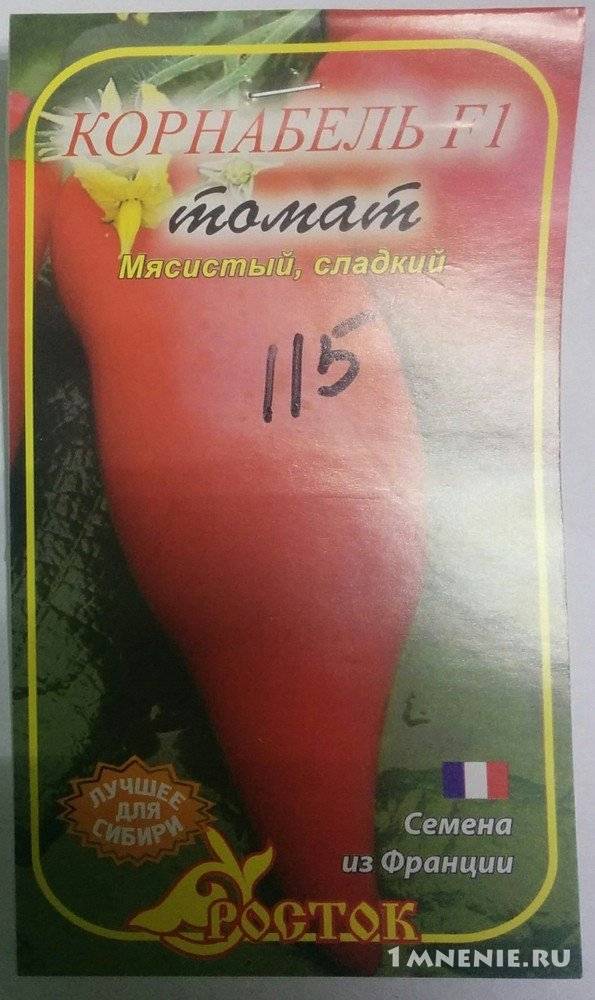 КОРНАБЕЛЬ F1
томат
Мясистый, сладкий
115
ЛУЧШЕЕ
ДЛЯ
СИБИРИ
Семена
из Франции
РОСТОК
1MNENIE.RU